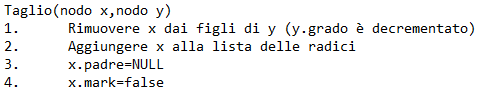 Taglio(nodo x,nodo y)
1. Rimuovere x dai figli di y (y.grado è decrementato)
2. Aggiungere x alla lista delle radici
3. x.padre=NULL
4. x.mark=false